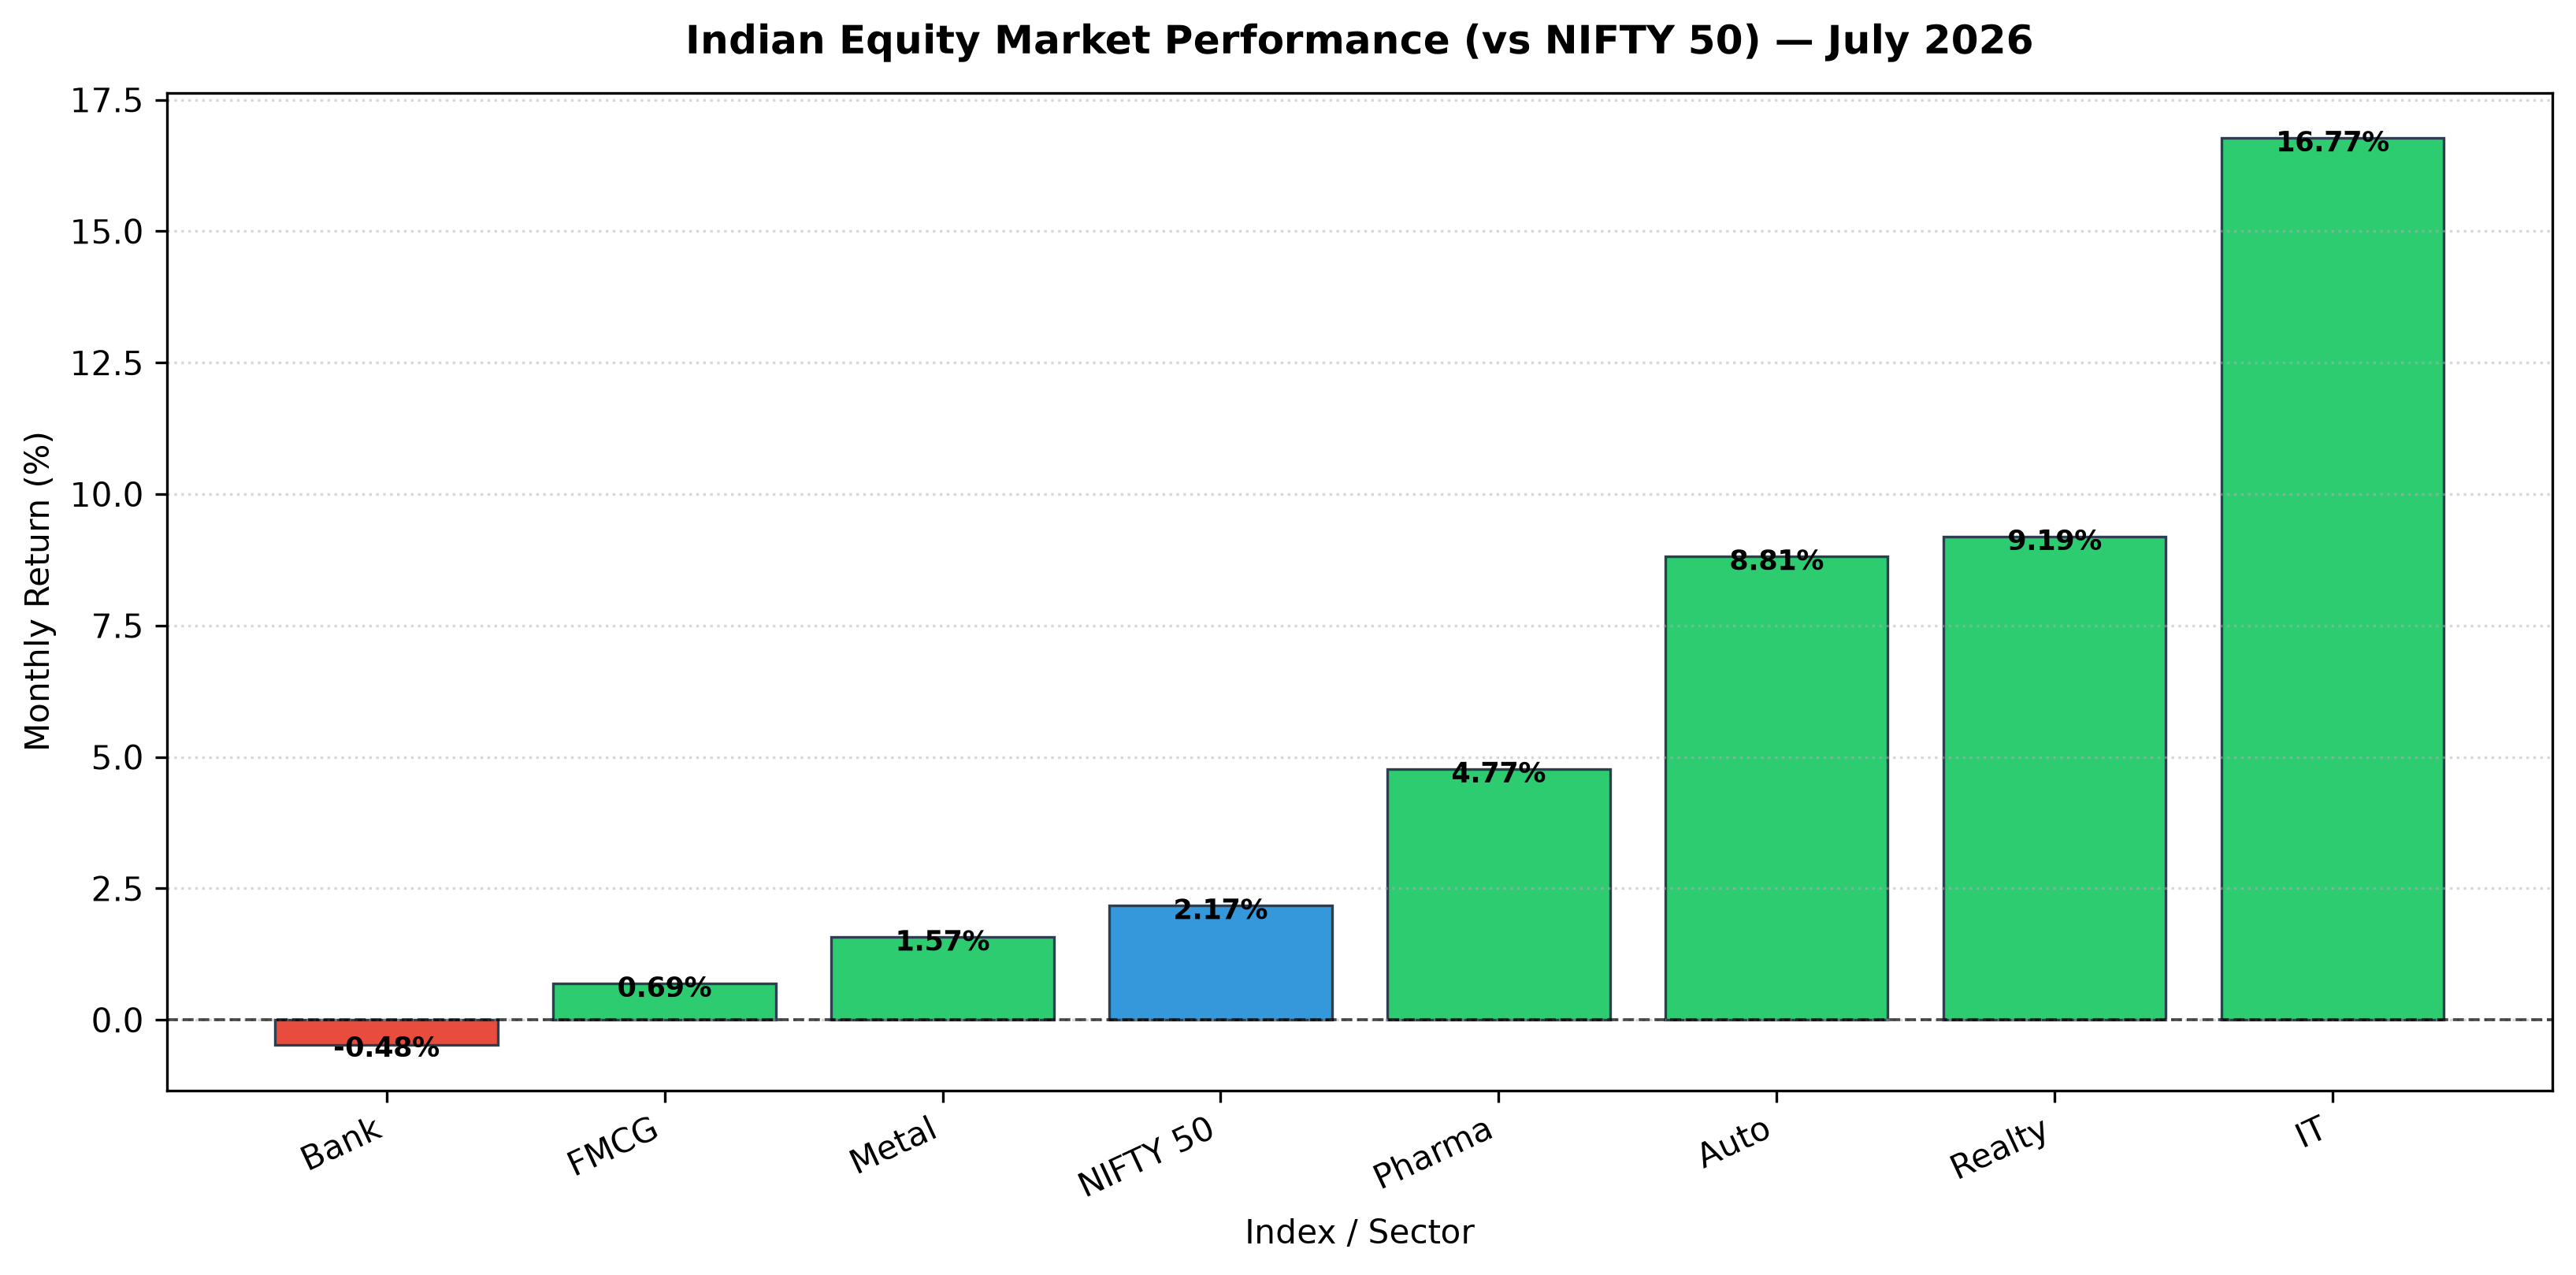 Indian Equity Market Performance (vs NIFTY 50) — July 2026
Monthly Return (%)
17.5
15.0
12.5
10.0
7.5
5.0
2.5
0.0
-0.48%
0.69%
1.57%
2.17%
4.77%
8.81%
9.19%
16.77%
Bank
FMCG
Metal
NIFTY 50
Pharma
Auto
Realty
IT
Index / Sector